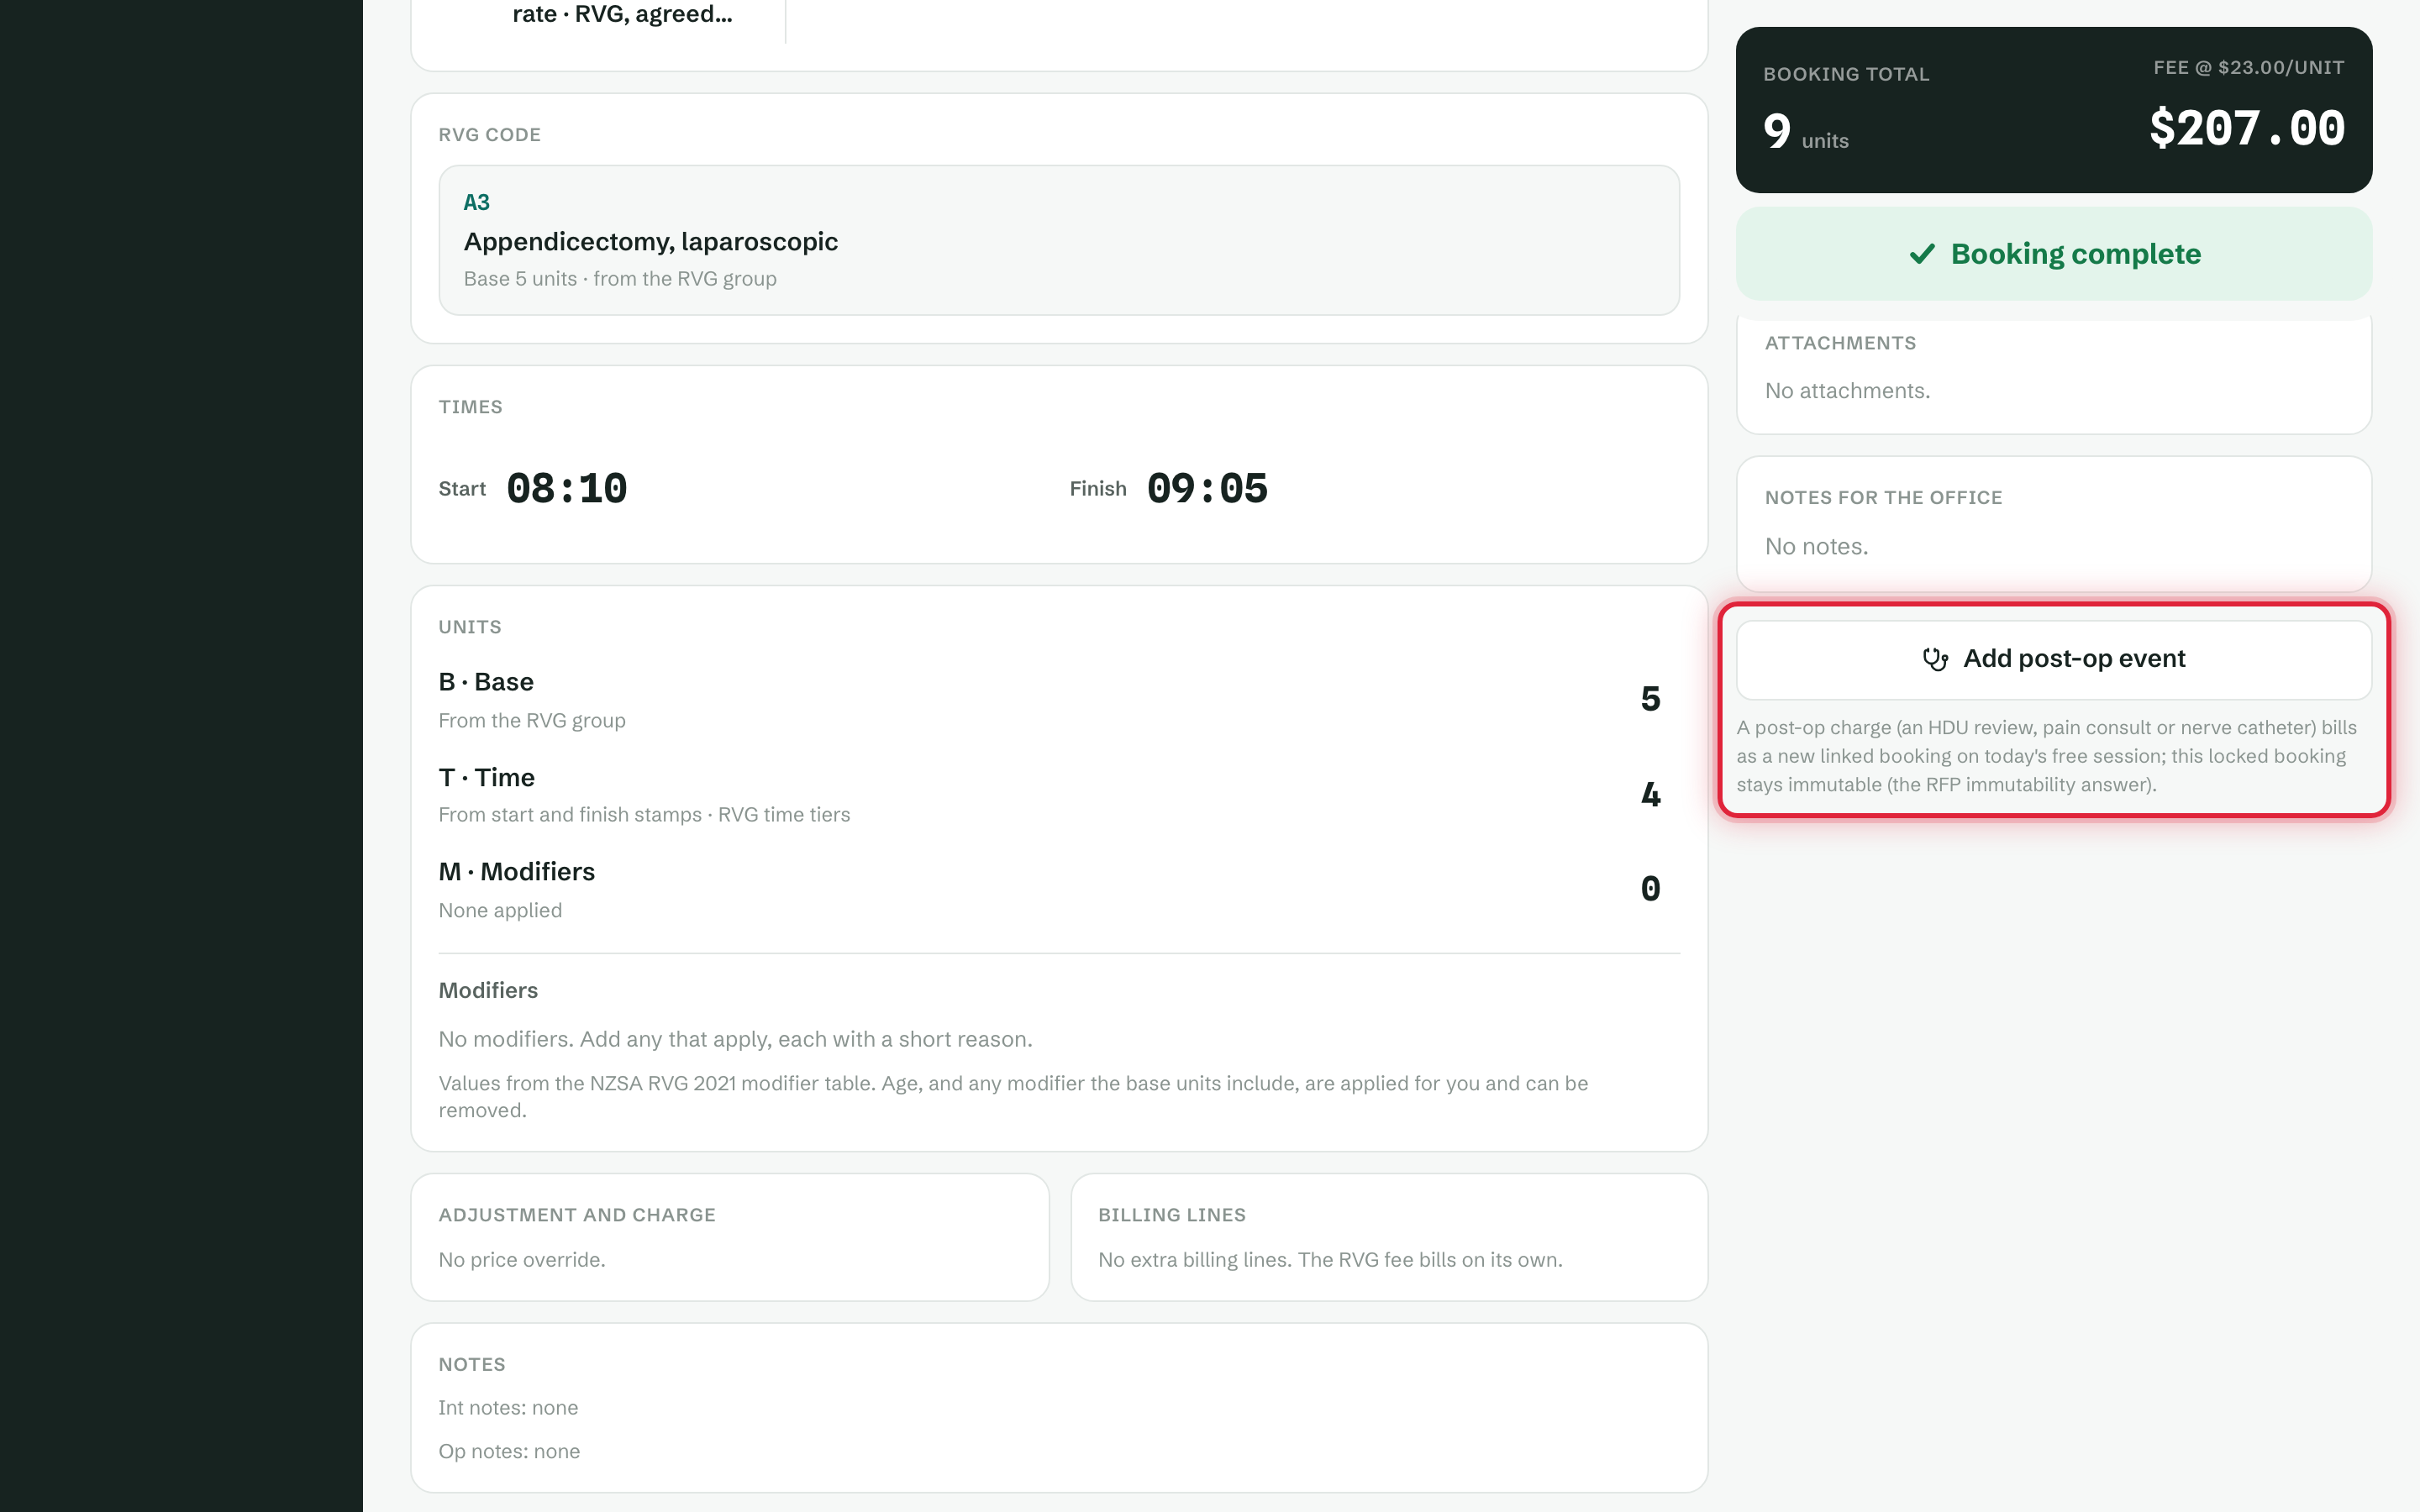 rate · RVG, agreed…
RVG CODE
A3
Appendicectomy, laparoscopic
Base 5 units · from the RVG group
TIMES
Start 08:10
Finish 09:05
UNITS
B · Base
From the RVG group
5
T · Time
From start and finish stamps · RVG time tiers
4
M · Modifiers
None applied
0
Modifiers
No modifiers. Add any that apply, each with a short reason.
Values from the NZSA RVG 2021 modifier table. Age, and any modifier the base units include, are applied for you and can be
removed.
ADJUSTMENT AND CHARGE
No price override.
BILLING LINES
No extra billing lines. The RVG fee bills on its own.
NOTES
Int notes: none
Op notes: none
BOOKING TOTAL
9 units
FEE @ $23.00/UNIT
$207.00
Booking complete
ATTACHMENTS
No attachments.
NOTES FOR THE OFFICE
No notes.
Add post-op event
A post-op charge (an HDU review, pain consult or nerve catheter) bills
as a new linked booking on today's free session; this locked booking
stays immutable (the RFP immutability answer).